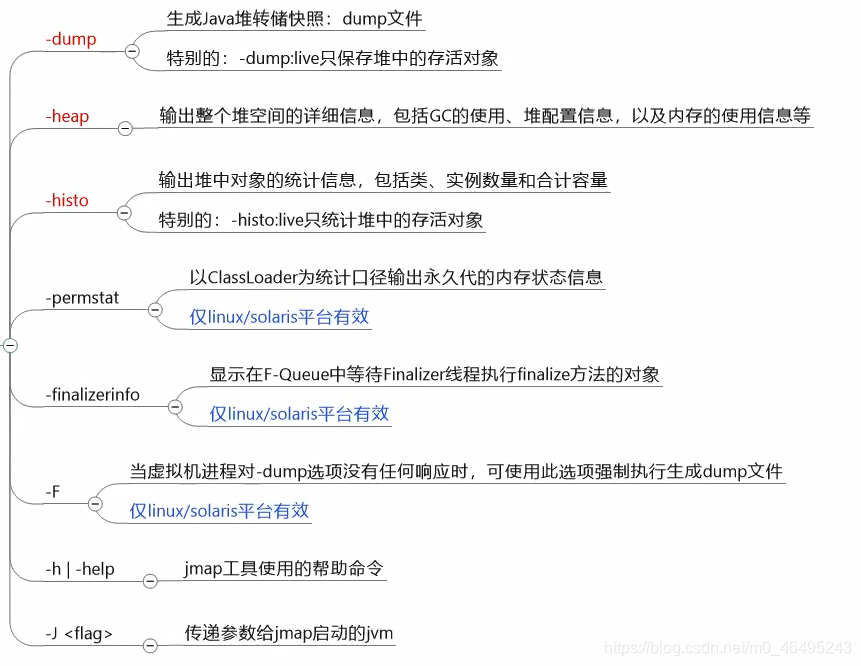 -dump
生成Java堆转储快照：dump文件
特别的：-dump:live只保存堆中的存活对象
-heap
输出整个堆空间的详细信息，包括GC的使用、堆配置信息，以及内存的使用信息等
-histo
输出堆中对象的统计信息，包括类、实例数量和合计容量
特别的：-histo:live只统计堆中的存活对象
-permstat
以ClassLoader为统计口径输出永久代的内存状态信息
仅linux/solaris平台有效
-finalizerinfo
显示在F-Queue中等待Finalizer线程执行finalize方法的对象
仅linux/solaris平台有效
-F
当虚拟机进程对-dump选项没有任何响应时，可使用此选项强制执行生成dump文件
仅linux/solaris平台有效
-h | -help
jmap工具使用的帮助命令
-J <flag>
传递参数给jmap启动的jvm
https://blog.csdn.net/m0_46495243